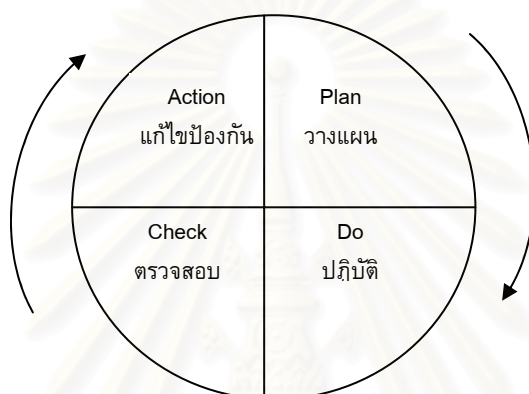 Action
แก้ไขป้องกัน
Plan
วางแผน
Check
ตรวจสอบ
Do
ปฎิบัติ